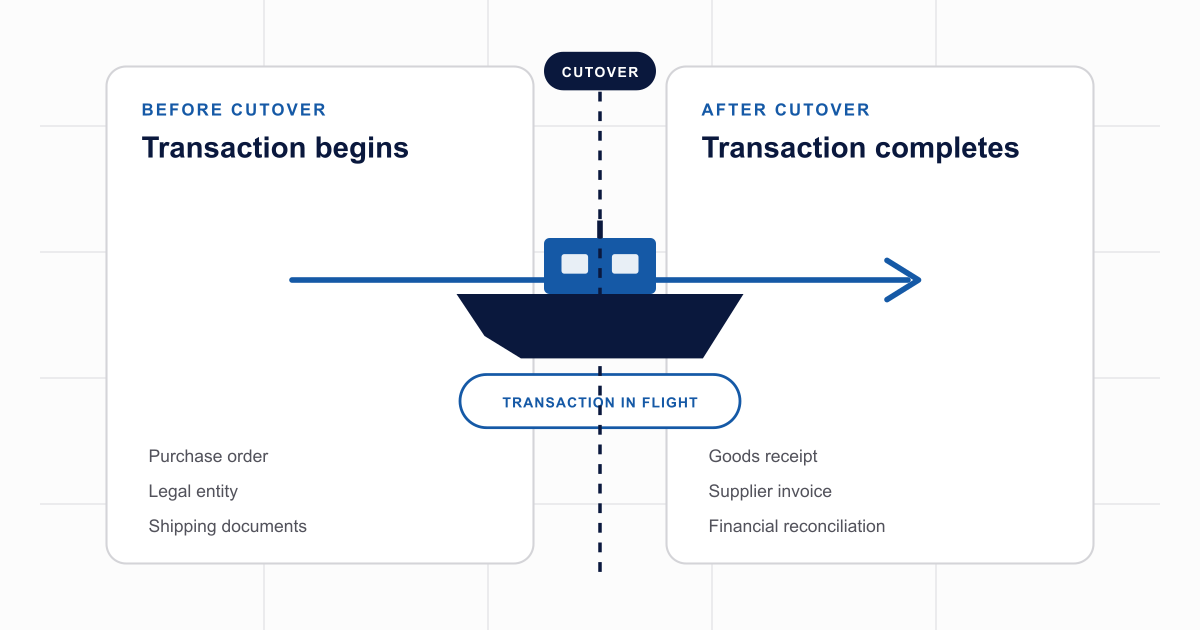 CUTOVER
BEFORE CUTOVER
Transaction begins
AFTER CUTOVER
Transaction completes
TRANSACTION IN FLIGHT
Purchase order
Legal entity
Shipping documents
Goods receipt
Supplier invoice
Financial reconciliation